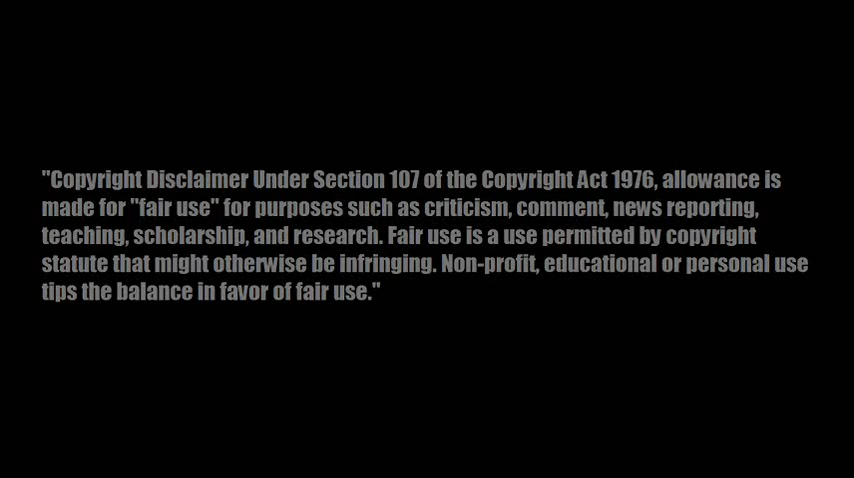 "Copyright Disclaimer Under Section 107 of the Copyright Act 1976, allowance is
made for "fair use" for purposes such as criticism, comment, news reporting,
teaching, scholarship, and research. Fair use is a use permitted by copyright
statute that might otherwise be infringing. Non-profit, educational or personal use
tips the balance in favor of fair use."